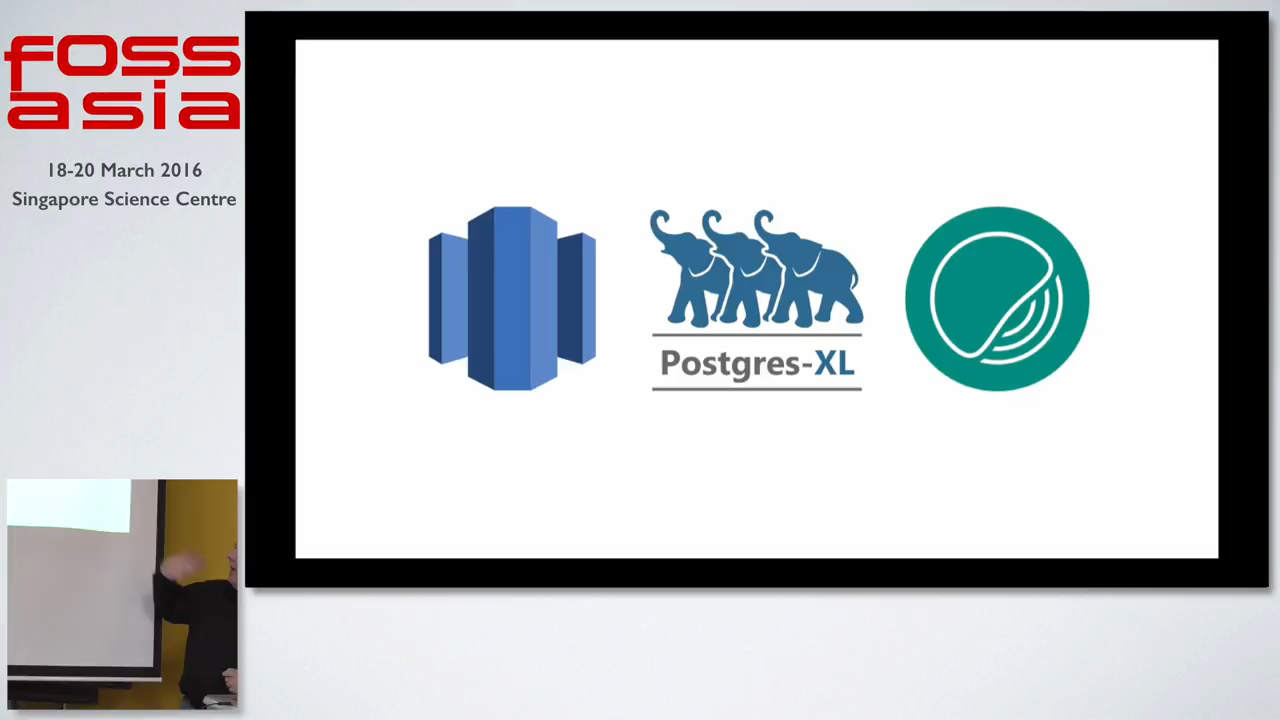 foss
asia
18-20 March 2016
Singapore Science Centre
Postgres-XL